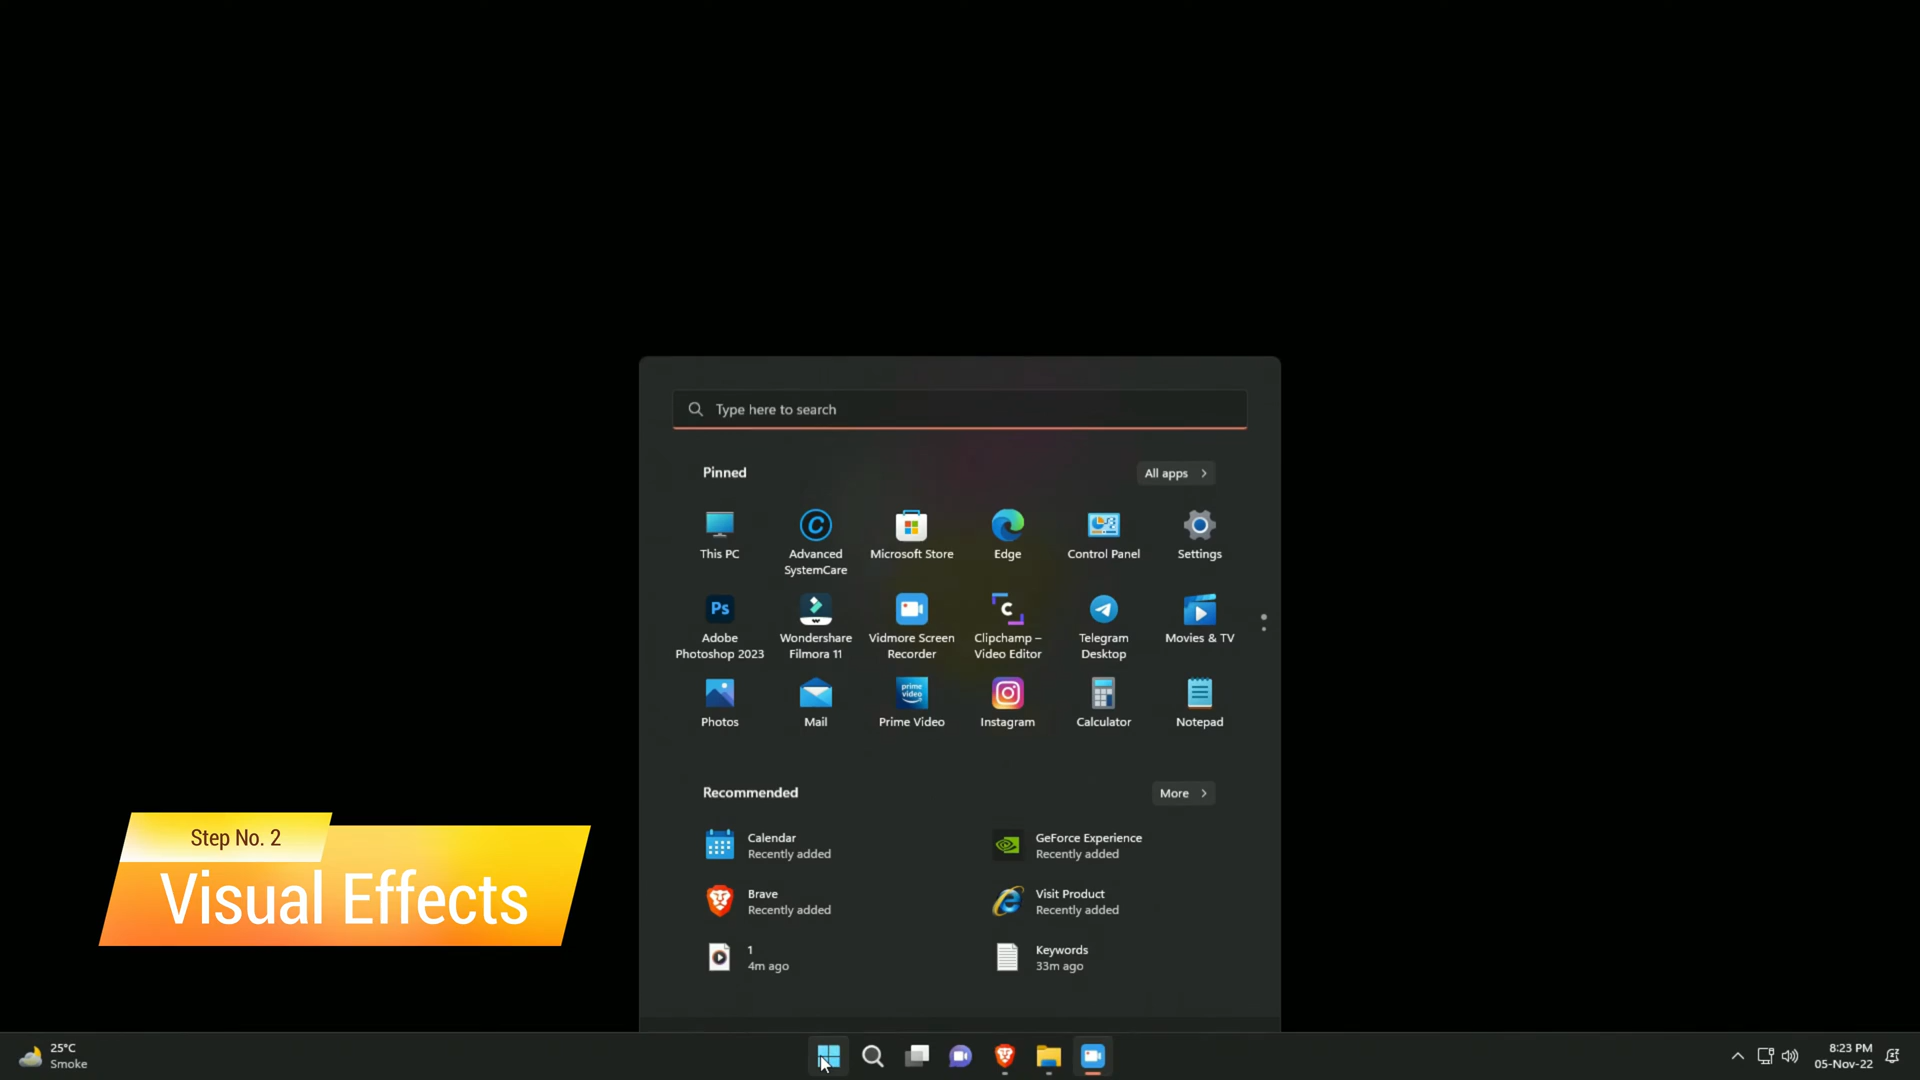 Type here to search
Pinned
All apps
This PC
Advanced
SystemCare
Microsoft Store
Edge
Control Panel
Settings
Ps
Adobe
Photoshop 2023
Wondershare
Filmora 11
Vidmore Screen
Recorder
C
Clipchamp –
Video Editor
Telegram
Desktop
Movies & TV
Photos
Mail
prime
video
Prime Video
Instagram
Calculator
Notepad
Recommended
More
Calendar
Recently added
GeForce Experience
Recently added
Brave
Recently added
Visit Product
Recently added
1
4m ago
Keywords
33m ago
Step No. 2
Visual Effects
25°C
Smoke
8:23 PM
05-Nov-22